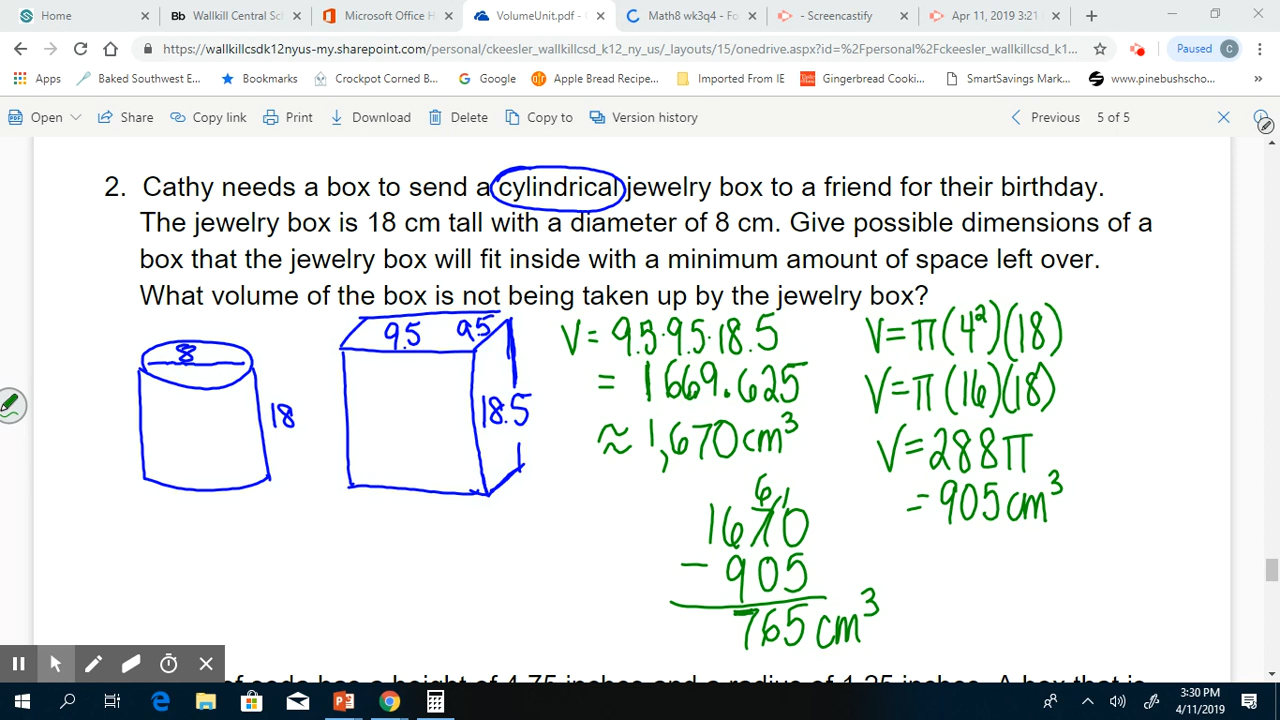 Home
Bb Wallkill Central Sch
Microsoft Office H
VolumeUnit.pdf - C
Math8 wk3q4 - Fo
- Screencastify
Apr 11, 2019 3:21
https://wallkillcsdk12nyus-my.sharepoint.com/personal/ckeesler_wallkillcsd_k12_ny_us/_layouts/15/onedrive.aspx?id=%2Fpersonal%2Fckeesler_wallkillcsd_k1...
Paused C
Apps
Baked Southwest E...
Bookmarks
Crockpot Corned B...
Google
Apple Bread Recipe...
Imported From IE
Gingerbread Cooki...
SmartSavings Mark...
www.pinebushscho...
»
Open
Share
Copy link
Print
Download
Delete
Copy to
Version history
Previous
5 of 5
2. Cathy needs a box to send a cylindrical jewelry box to a friend for their birthday.
The jewelry box is 18 cm tall with a diameter of 8 cm. Give possible dimensions of a
box that the jewelry box will fit inside with a minimum amount of space left over.
What volume of the box is not being taken up by the jewelry box?
8
18
9.5 9.5
18.5
V = 9.5·9.5·18.5
= 1669.625
≈ 1,670 cm³
6 1
1670
- 905
765 cm³
V = π(4²)(18)
V = π(16)(18)
V = 288π
= 905 cm³
3:30 PM
4/11/2019